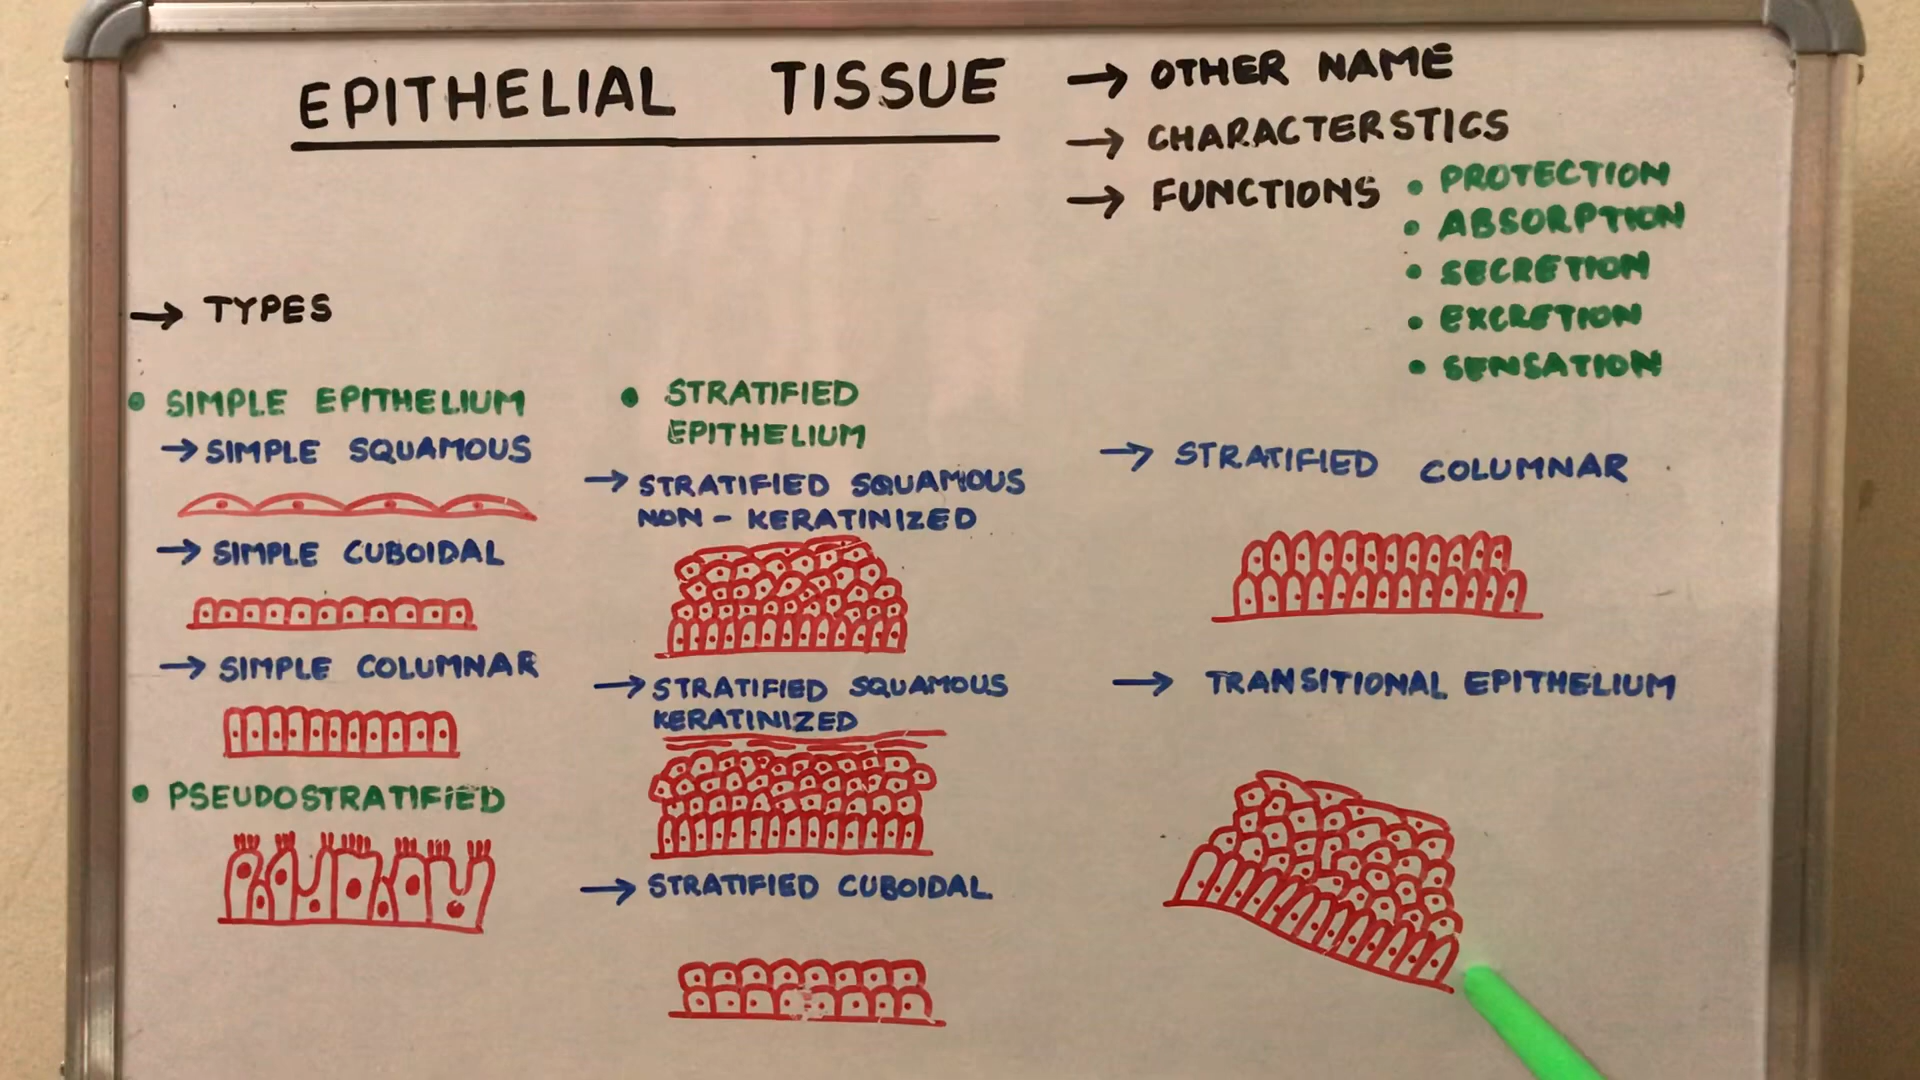 EPITHELIAL TISSUE
→ OTHER NAME
→ CHARACTERSTICS
→ FUNCTIONS
• PROTECTION
• ABSORPTION
• SECRETION
• EXCRETION
• SENSATION
→ TYPES
• SIMPLE EPITHELIUM
→ SIMPLE SQUAMOUS
→ SIMPLE CUBOIDAL
→ SIMPLE COLUMNAR
• PSEUDOSTRATIFIED
• STRATIFIED
EPITHELIUM
→ STRATIFIED SQUAMOUS
NON - KERATINIZED
→ STRATIFIED SQUAMOUS
KERATINIZED
→ STRATIFIED CUBOIDAL
→ STRATIFIED COLUMNAR
→ TRANSITIONAL EPITHELIUM